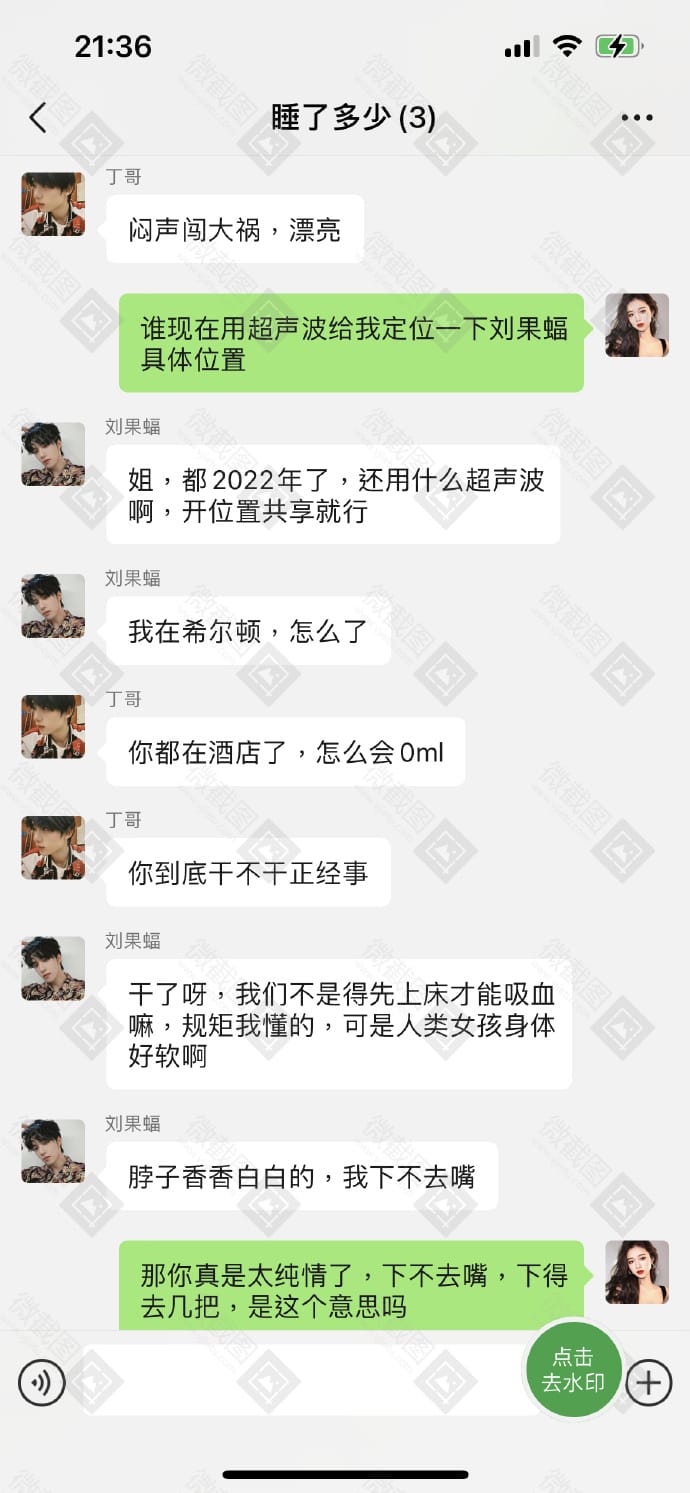 21:36
睡了多少(3)
丁哥
闷声闯大祸，漂亮
谁现在用超声波给我定位一下刘果蝠
具体位置
刘果蝠
姐，都2022年了，还用什么超声波
啊，开位置共享就行
刘果蝠
我在希尔顿，怎么了
丁哥
你都在酒店了，怎么会0ml
丁哥
你到底干不干正经事
刘果蝠
干了呀，我们不是得先上床才能吸血
嘛，规矩我懂的，可是人类女孩身体
好软啊
刘果蝠
脖子香香白白的，我下不去嘴
那你真是太纯情了，下不去嘴，下得
去几把，是这个意思吗
点击
去水印
微截图